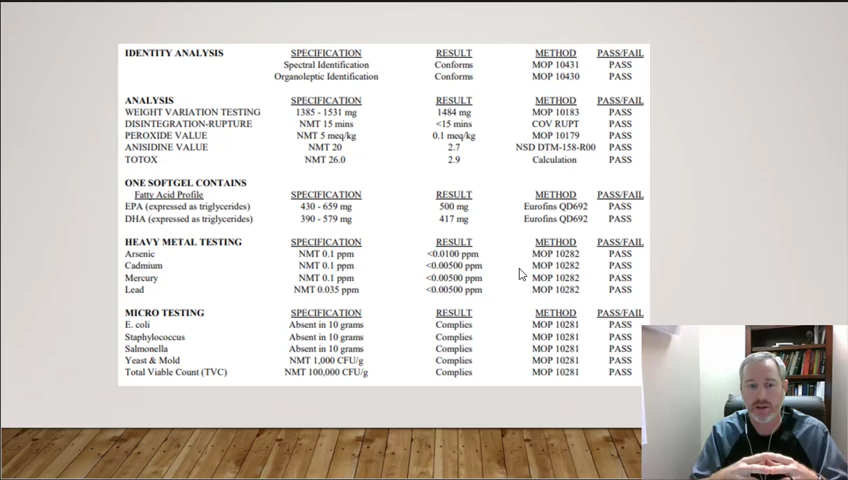 IDENTITY ANALYSIS SPECIFICATION RESULT METHOD PASS/FAIL
Spectral Identification Conforms MOP 10431 PASS
Organoleptic Identification Conforms MOP 10430 PASS
ANALYSIS SPECIFICATION RESULT METHOD PASS/FAIL
WEIGHT VARIATION TESTING 1385 - 1531 mg 1484 mg MOP 10183 PASS
DISINTEGRATION-RUPTURE NMT 15 mins <15 mins COV RUPT PASS
PEROXIDE VALUE NMT 5 meq/kg 0.1 meq/kg MOP 10179 PASS
ANISIDINE VALUE NMT 20 2.7 NSD DTM-158-R00 PASS
TOTOX NMT 26.0 2.9 Calculation PASS
ONE SOFTGEL CONTAINS
Fatty Acid Profile SPECIFICATION RESULT METHOD PASS/FAIL
EPA (expressed as triglycerides) 430 - 659 mg 500 mg Eurofins QD692 PASS
DHA (expressed as triglycerides) 390 - 579 mg 417 mg Eurofins QD692 PASS
HEAVY METAL TESTING SPECIFICATION RESULT METHOD PASS/FAIL
Arsenic NMT 0.1 ppm <0.0100 ppm MOP 10282 PASS
Cadmium NMT 0.1 ppm <0.00500 ppm MOP 10282 PASS
Mercury NMT 0.1 ppm <0.00500 ppm MOP 10282 PASS
Lead NMT 0.035 ppm <0.00500 ppm MOP 10282 PASS
MICRO TESTING SPECIFICATION RESULT METHOD PASS/FAIL
E. coli Absent in 10 grams Complies MOP 10281 PASS
Staphylococcus Absent in 10 grams Complies MOP 10281 PASS
Salmonella Absent in 10 grams Complies MOP 10281 PASS
Yeast & Mold NMT 1,000 CFU/g Complies MOP 10281 PASS
Total Viable Count (TVC) NMT 100,000 CFU/g Complies MOP 10281 PASS